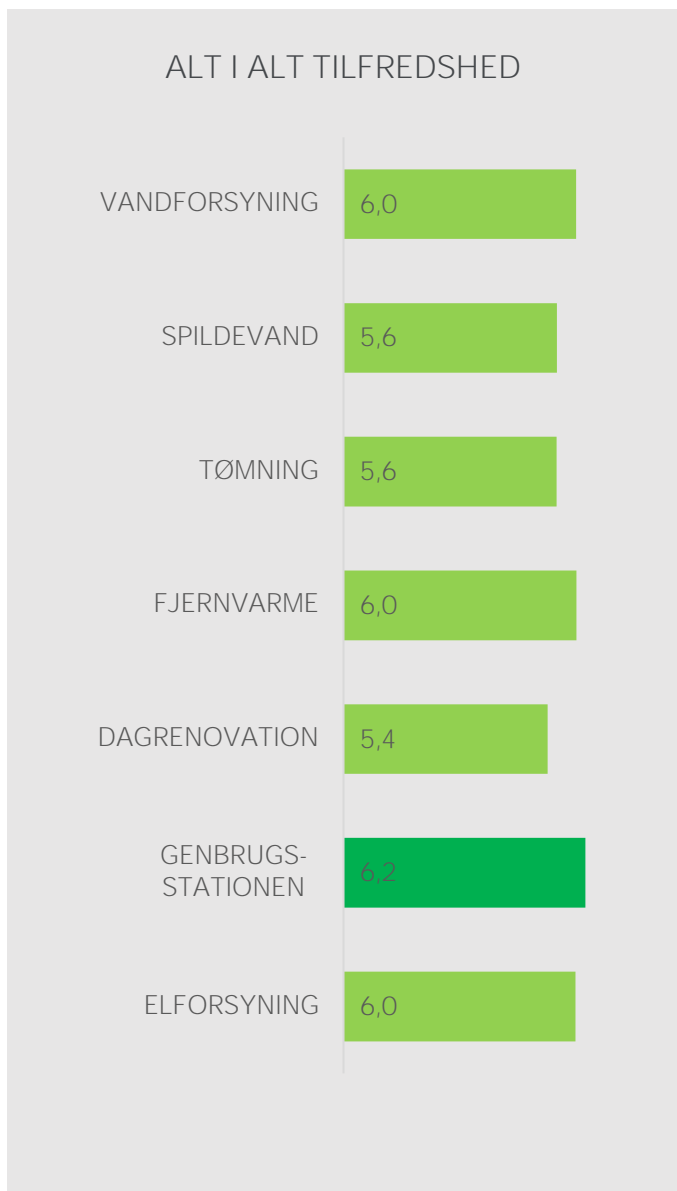 ALT I ALT TILFREDSHED
VANDFORSYNING 6,0
SPILDEVAND 5,6
TØMNING 5,6
FJERNVARME 6,0
DAGRENOVATION 5,4
GENBRUGS-
STATIONEN 6,2
ELFORSYNING 6,0